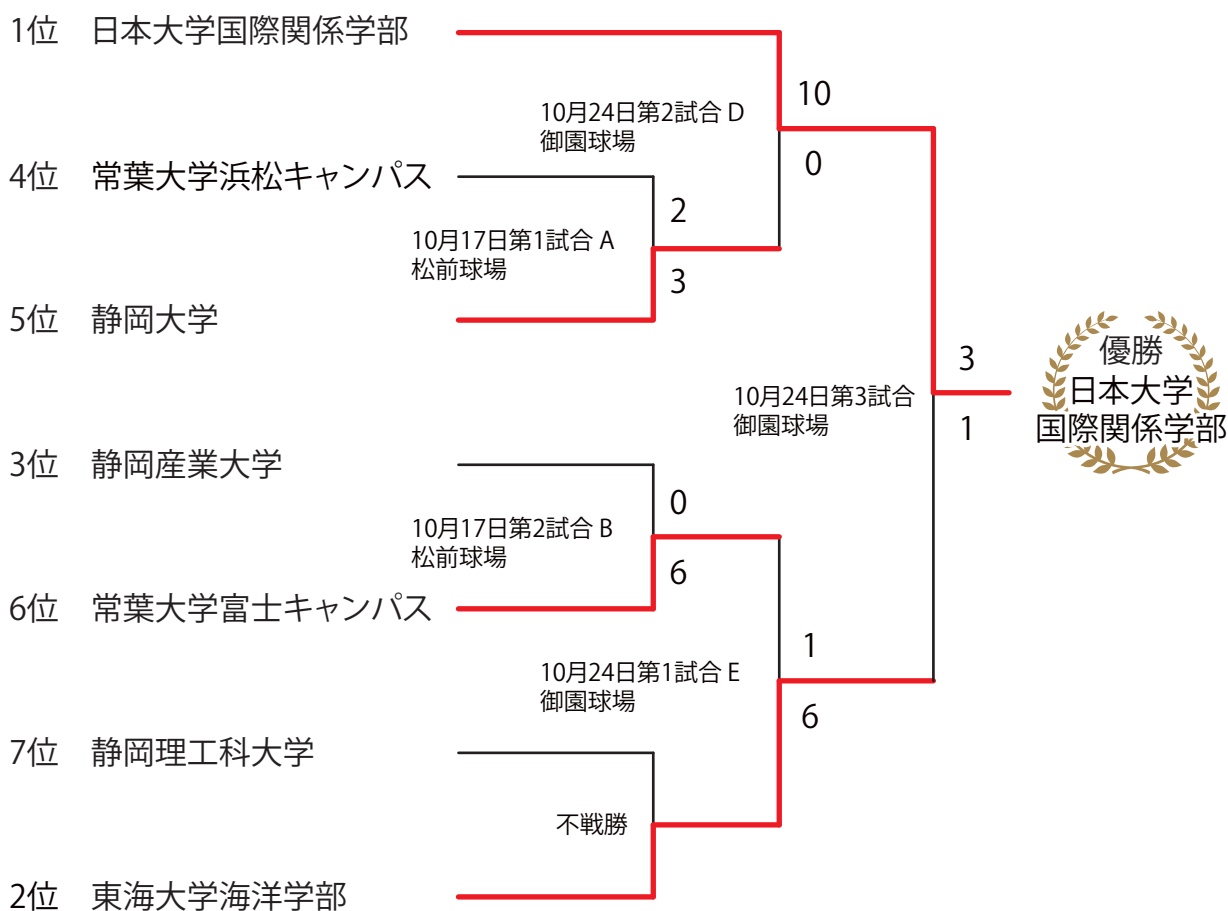 1位 日本大学国際関係学部
10
10月24日第2試合 D
御園球場
0
4位 常葉大学浜松キャンパス
2
10月17日第1試合 A
松前球場
3
5位 静岡大学
優勝
日本大学
国際関係学部
3
10月24日第3試合
御園球場
1
3位 静岡産業大学
0
10月17日第2試合 B
松前球場
6
6位 常葉大学富士キャンパス
1
10月24日第1試合 E
御園球場
6
7位 静岡理工科大学
不戦勝
2位 東海大学海洋学部